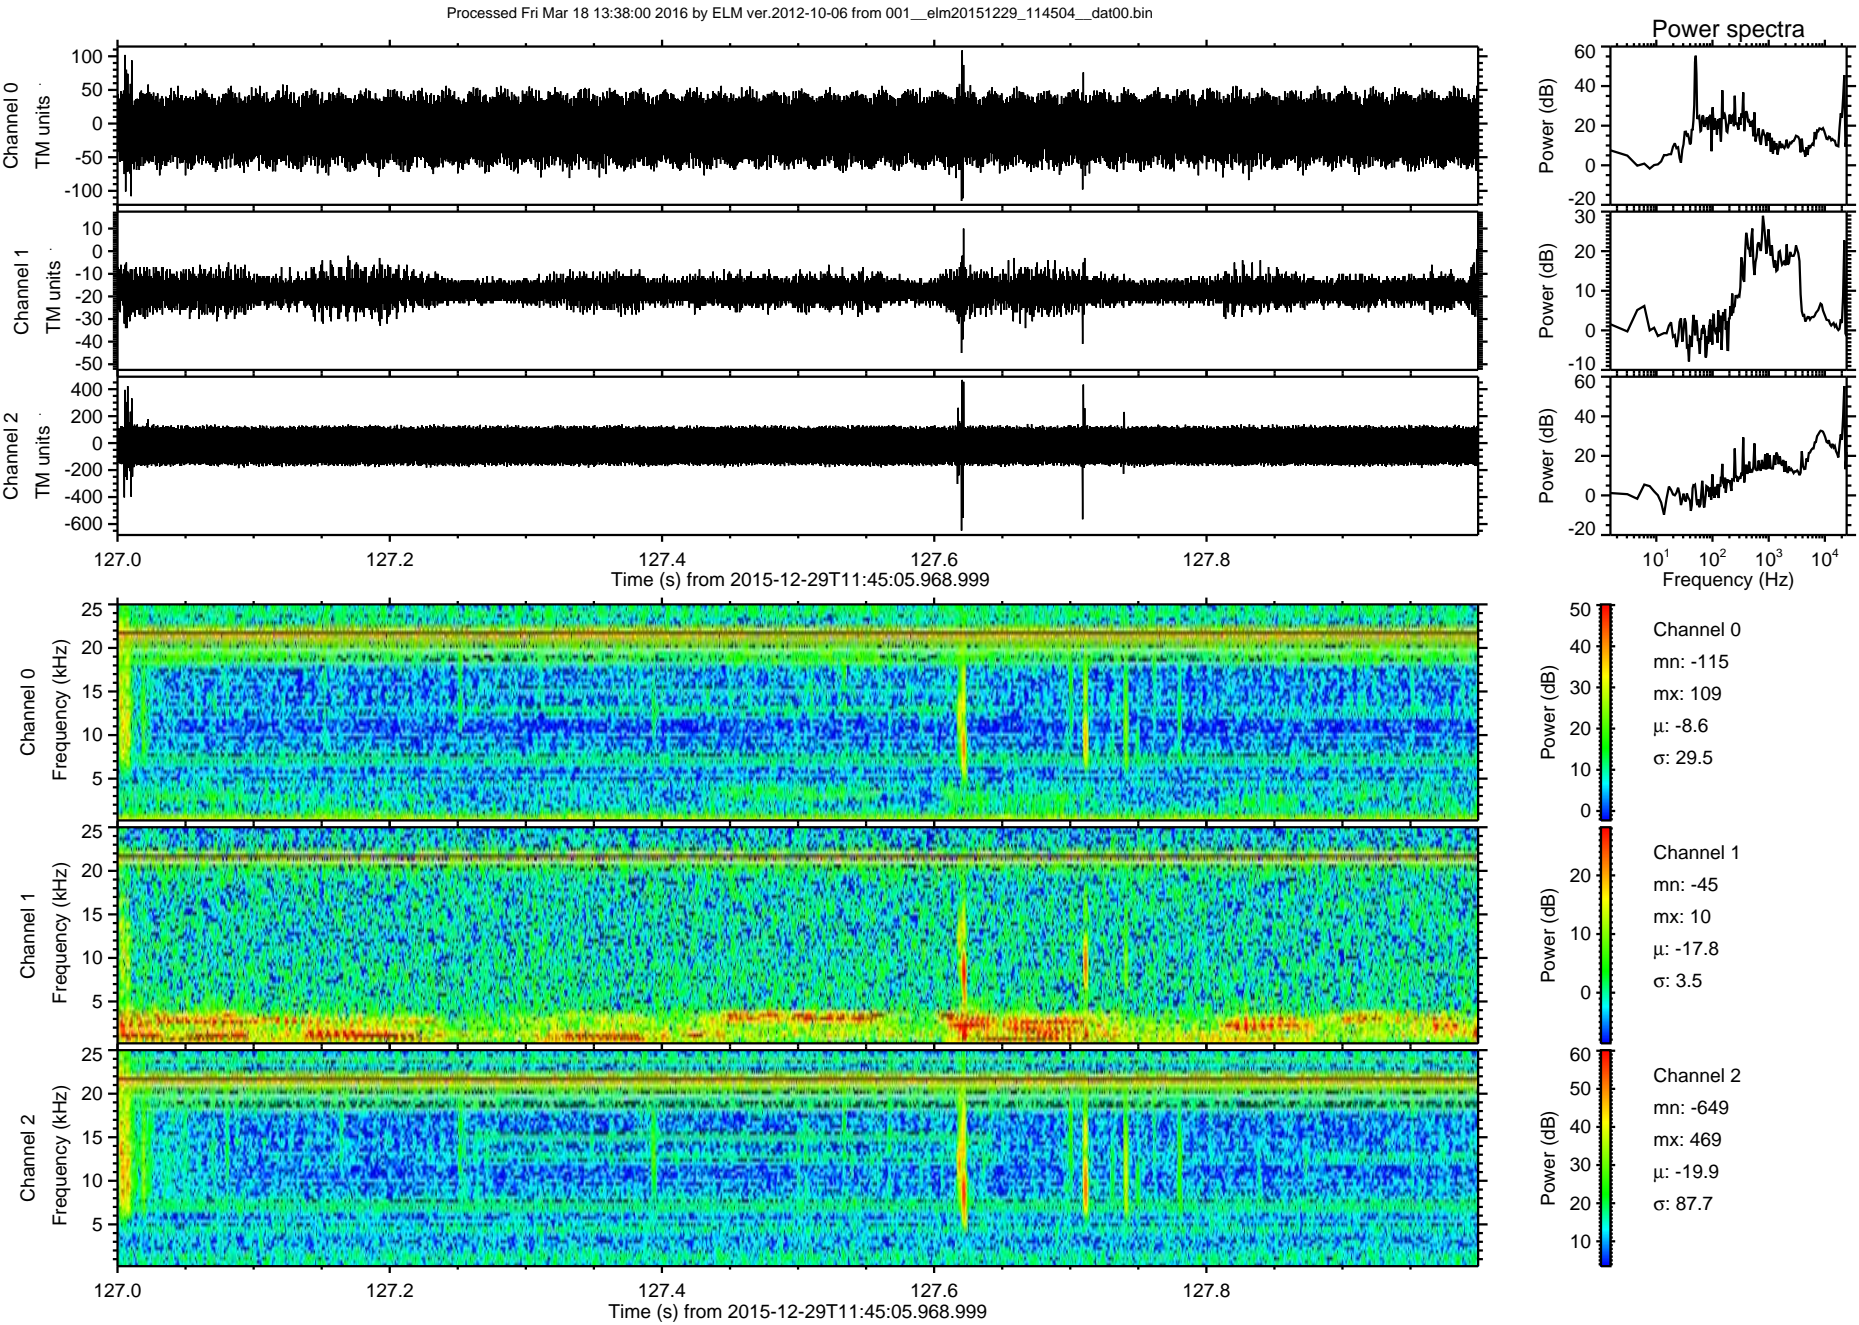 Processed Fri Mar 18 13:38:00 2016 by ELM ver.2012-10-06 from 001__elm20151229_114504__dat00.bin
Power spectra
Channel 0
TM units
100
50
0
-50
-100
Power (dB)
60
40
20
0
-20
Channel 1
TM units
10
0
-10
-20
-30
-40
-50
Power (dB)
30
20
10
0
-10
Channel 2
TM units
400
200
0
-200
-400
-600
Power (dB)
60
40
20
0
-20
127.0 127.2 127.4 127.6 127.8
Time (s) from 2015-12-29T11:45:05.968.999
10¹ 10² 10³ 10⁴
Frequency (Hz)
Channel 0
Frequency (kHz)
25
20
15
10
5
Power (dB)
50
40
30
20
10
0
Channel 0
mn: -115
mx: 109
µ: -8.6
σ: 29.5
Channel 1
Frequency (kHz)
25
20
15
10
5
Power (dB)
20
10
0
Channel 1
mn: -45
mx: 10
µ: -17.8
σ: 3.5
Channel 2
Frequency (kHz)
25
20
15
10
5
Power (dB)
60
50
40
30
20
10
Channel 2
mn: -649
mx: 469
µ: -19.9
σ: 87.7
127.0 127.2 127.4 127.6 127.8
Time (s) from 2015-12-29T11:45:05.968.999